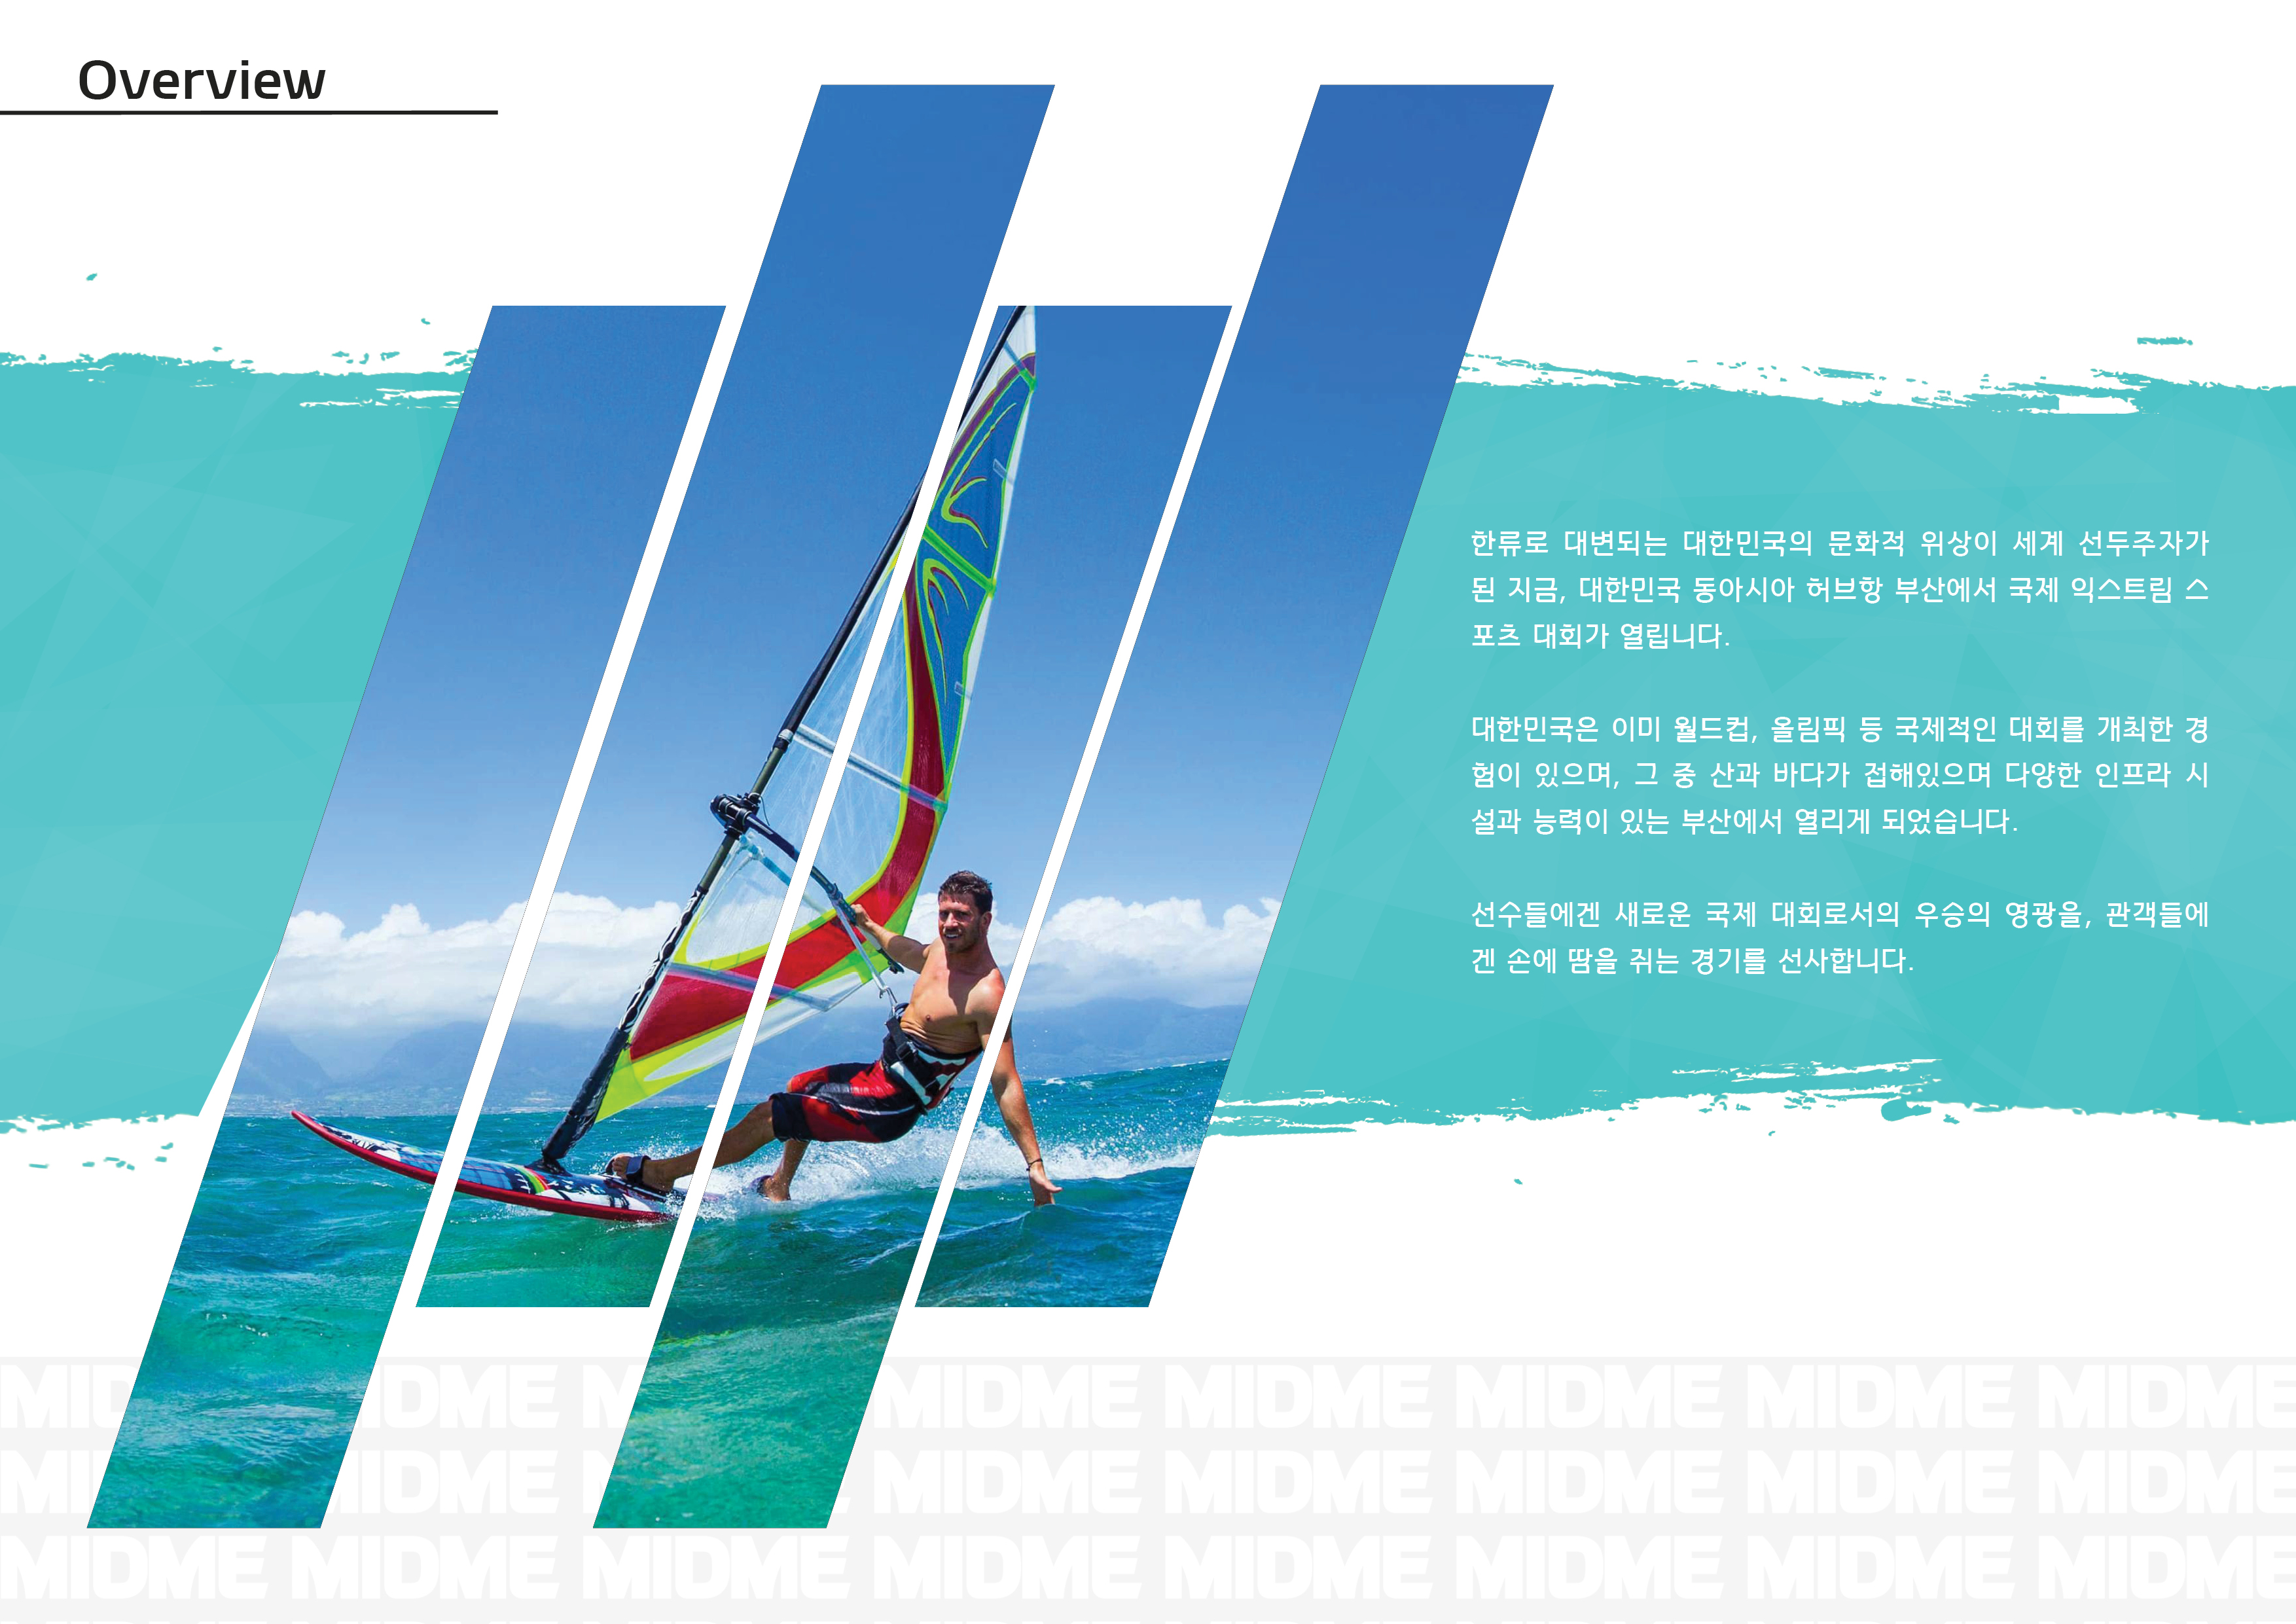 Overview
한류로 대변되는 대한민국의 문화적 위상이 세계 선두주자가
된 지금, 대한민국 동아시아 허브항 부산에서 국제 익스트림 스
포츠 대회가 열립니다.
대한민국은 이미 월드컵, 올림픽 등 국제적인 대회를 개최한 경
험이 있으며, 그 중 산과 바다가 접해있으며 다양한 인프라 시
설과 능력이 있는 부산에서 열리게 되었습니다.
선수들에겐 새로운 국제 대회로서의 우승의 영광을, 관객들에
겐 손에 땀을 쥐는 경기를 선사합니다.
MID IDME M MIDME MIDME MIDME MIDME MIDME
MI IDME M MIDME MIDME MIDME MIDME MIDME
MIDME MIDME MIDME MIDME MIDME MIDME MIDME MIDME